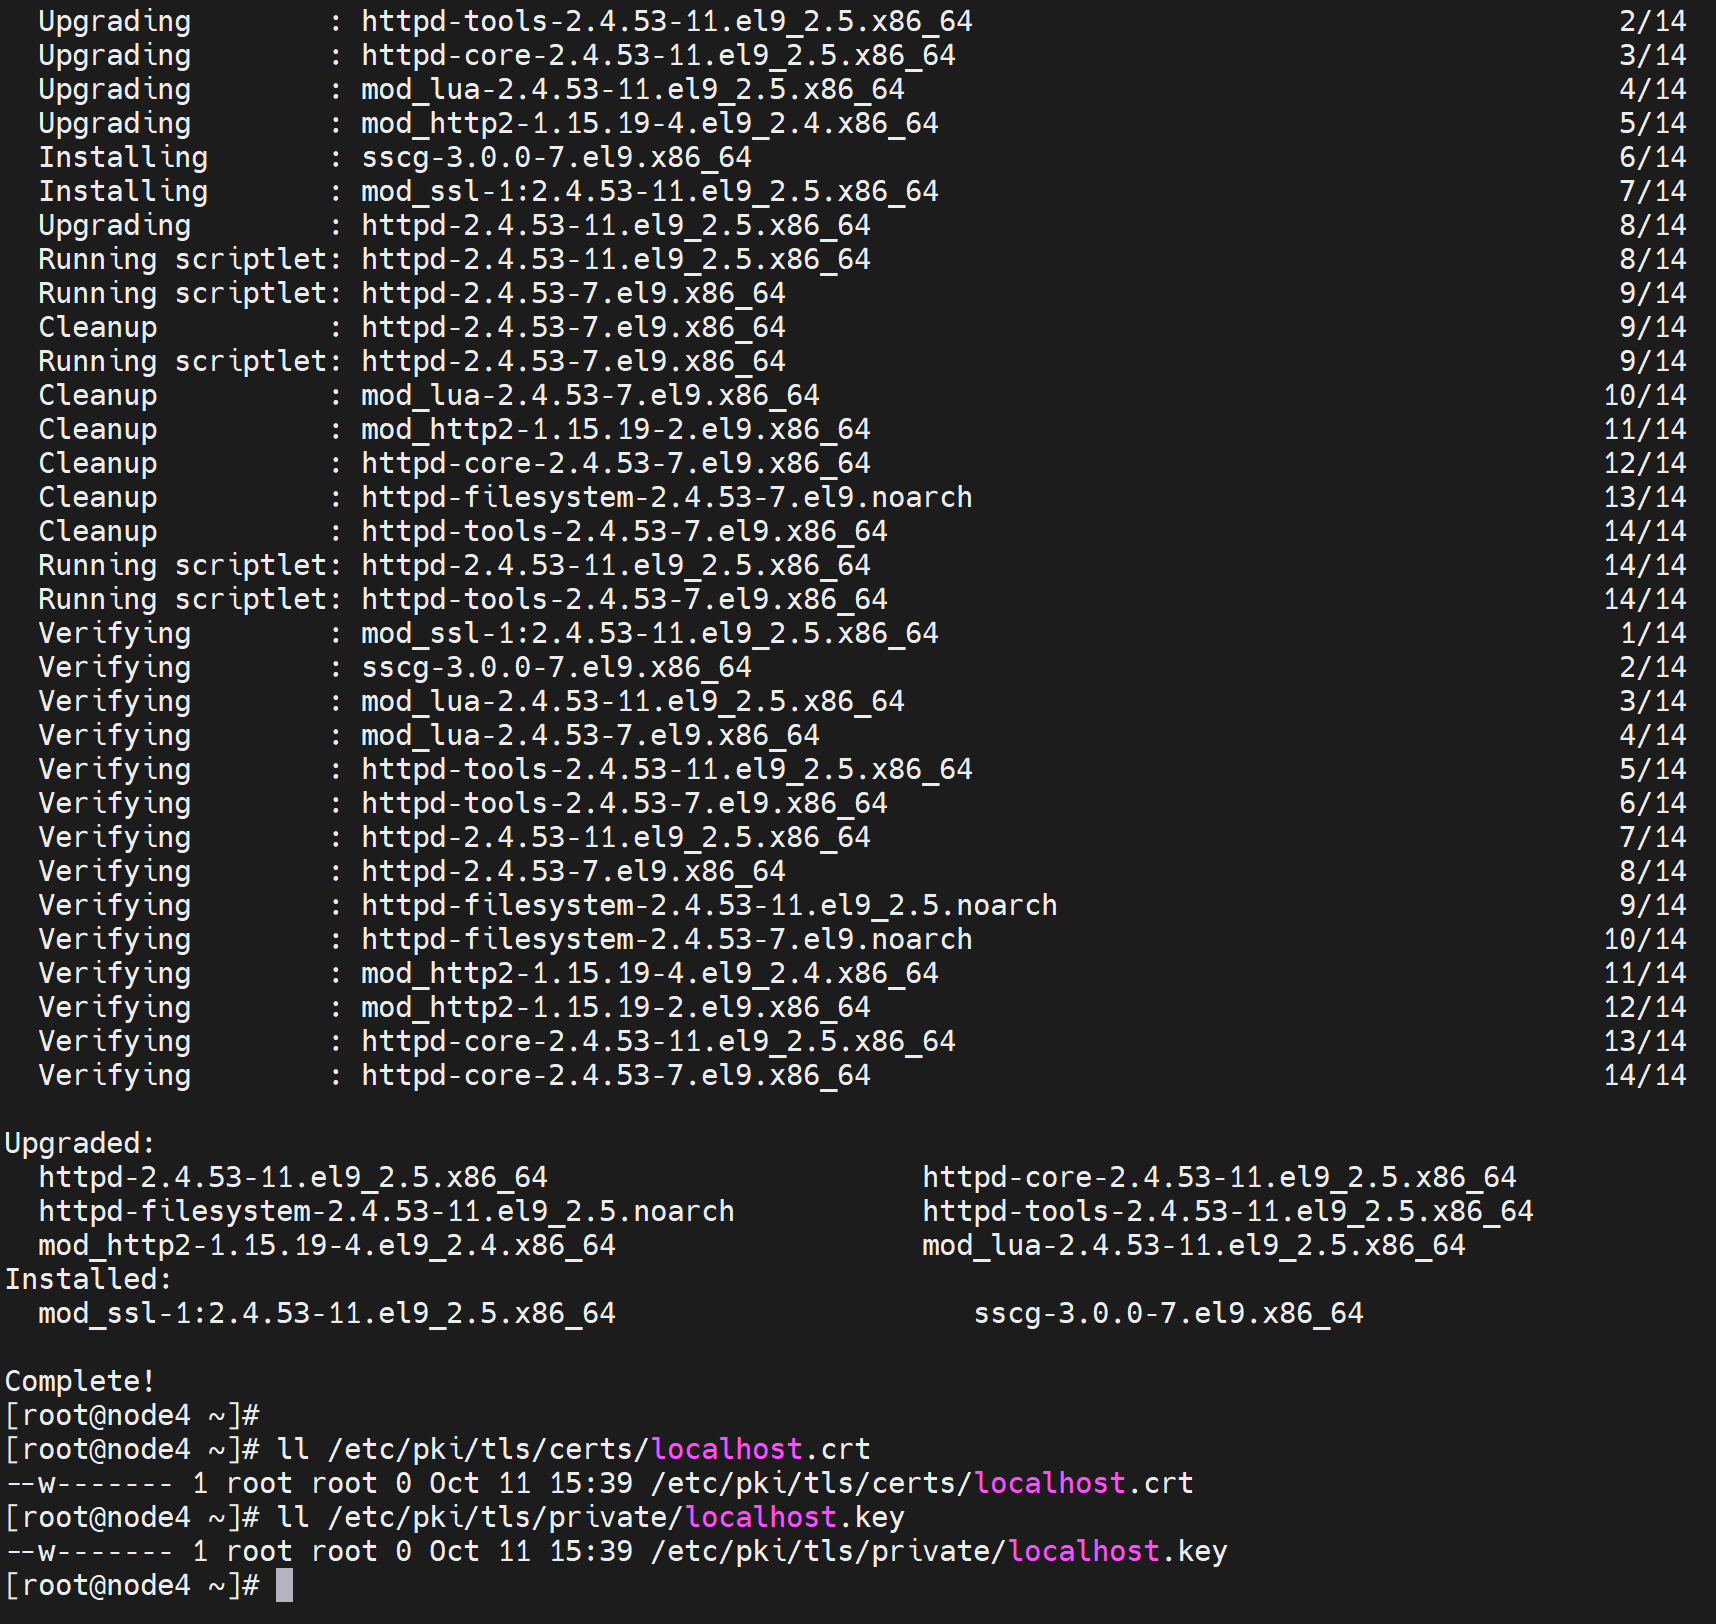 Upgrading        : httpd-tools-2.4.53-11.el9_2.5.x86_64 2/14
Upgrading        : httpd-core-2.4.53-11.el9_2.5.x86_64 3/14
Upgrading        : mod_lua-2.4.53-11.el9_2.5.x86_64 4/14
Upgrading        : mod_http2-1.15.19-4.el9_2.4.x86_64 5/14
Installing       : sscg-3.0.0-7.el9.x86_64 6/14
Installing       : mod_ssl-1:2.4.53-11.el9_2.5.x86_64 7/14
Upgrading        : httpd-2.4.53-11.el9_2.5.x86_64 8/14
Running scriptlet: httpd-2.4.53-11.el9_2.5.x86_64 8/14
Running scriptlet: httpd-2.4.53-7.el9.x86_64 9/14
Cleanup          : httpd-2.4.53-7.el9.x86_64 9/14
Running scriptlet: httpd-2.4.53-7.el9.x86_64 9/14
Cleanup          : mod_lua-2.4.53-7.el9.x86_64 10/14
Cleanup          : mod_http2-1.15.19-2.el9.x86_64 11/14
Cleanup          : httpd-core-2.4.53-7.el9.x86_64 12/14
Cleanup          : httpd-filesystem-2.4.53-7.el9.noarch 13/14
Cleanup          : httpd-tools-2.4.53-7.el9.x86_64 14/14
Running scriptlet: httpd-2.4.53-11.el9_2.5.x86_64 14/14
Running scriptlet: httpd-tools-2.4.53-7.el9.x86_64 14/14
Verifying        : mod_ssl-1:2.4.53-11.el9_2.5.x86_64 1/14
Verifying        : sscg-3.0.0-7.el9.x86_64 2/14
Verifying        : mod_lua-2.4.53-11.el9_2.5.x86_64 3/14
Verifying        : mod_lua-2.4.53-7.el9.x86_64 4/14
Verifying        : httpd-tools-2.4.53-11.el9_2.5.x86_64 5/14
Verifying        : httpd-tools-2.4.53-7.el9.x86_64 6/14
Verifying        : httpd-2.4.53-11.el9_2.5.x86_64 7/14
Verifying        : httpd-2.4.53-7.el9.x86_64 8/14
Verifying        : httpd-filesystem-2.4.53-11.el9_2.5.noarch 9/14
Verifying        : httpd-filesystem-2.4.53-7.el9.noarch 10/14
Verifying        : mod_http2-1.15.19-4.el9_2.4.x86_64 11/14
Verifying        : mod_http2-1.15.19-2.el9.x86_64 12/14
Verifying        : httpd-core-2.4.53-11.el9_2.5.x86_64 13/14
Verifying        : httpd-core-2.4.53-7.el9.x86_64 14/14
Upgraded:
httpd-2.4.53-11.el9_2.5.x86_64 httpd-core-2.4.53-11.el9_2.5.x86_64
httpd-filesystem-2.4.53-11.el9_2.5.noarch httpd-tools-2.4.53-11.el9_2.5.x86_64
mod_http2-1.15.19-4.el9_2.4.x86_64 mod_lua-2.4.53-11.el9_2.5.x86_64
Installed:
mod_ssl-1:2.4.53-11.el9_2.5.x86_64 sscg-3.0.0-7.el9.x86_64
Complete!
[root@node4 ~]#
[root@node4 ~]# ll /etc/pki/tls/certs/localhost.crt
--w------- 1 root root 0 Oct 11 15:39 /etc/pki/tls/certs/localhost.crt
[root@node4 ~]# ll /etc/pki/tls/private/localhost.key
--w------- 1 root root 0 Oct 11 15:39 /etc/pki/tls/private/localhost.key
[root@node4 ~]#